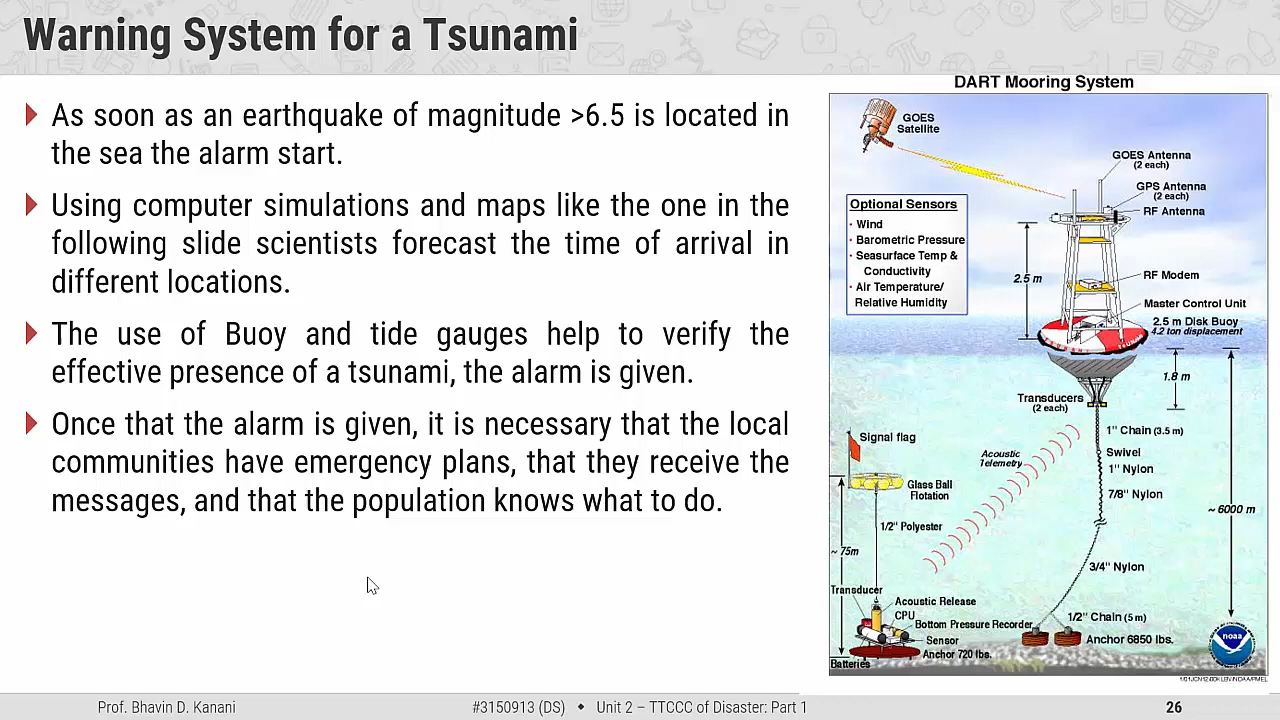 Warning System for a Tsunami
As soon as an earthquake of magnitude >6.5 is located in
the sea the alarm start.
Using computer simulations and maps like the one in the
following slide scientists forecast the time of arrival in
different locations.
The use of Buoy and tide gauges help to verify the
effective presence of a tsunami, the alarm is given.
Once that the alarm is given, it is necessary that the local
communities have emergency plans, that they receive the
messages, and that the population knows what to do.
DART Mooring System
GOES
Satellite
GOES Antenna
(2 each)
GPS Antenna
(2 each)
RF Antenna
Optional Sensors
· Wind
· Barometric Pressure
· Seasurface Temp &
Conductivity
· Air Temperature/
Relative Humidity
2.5 m
RF Modem
Master Control Unit
2.5 m Disk Buoy
4.2 ton displacement
1.8 m
Transducers
(2 each)
1" Chain (3.5 m)
Signal flag
Acoustic
Telemetry
Swivel
1" Nylon
Glass Ball
Flotation
7/8" Nylon
~ 6000 m
1/2" Polyester
~ 75m
3/4" Nylon
Transducer
Acoustic Release
CPU
Bottom Pressure Recorder
1/2" Chain (5 m)
Sensor
Anchor 6850 lbs.
Anchor 720 lbs.
Batteries
noaa
Prof. Bhavin D. Kanani
#3150913 (DS) ◆ Unit 2 – TTCCC of Disaster: Part 1
26